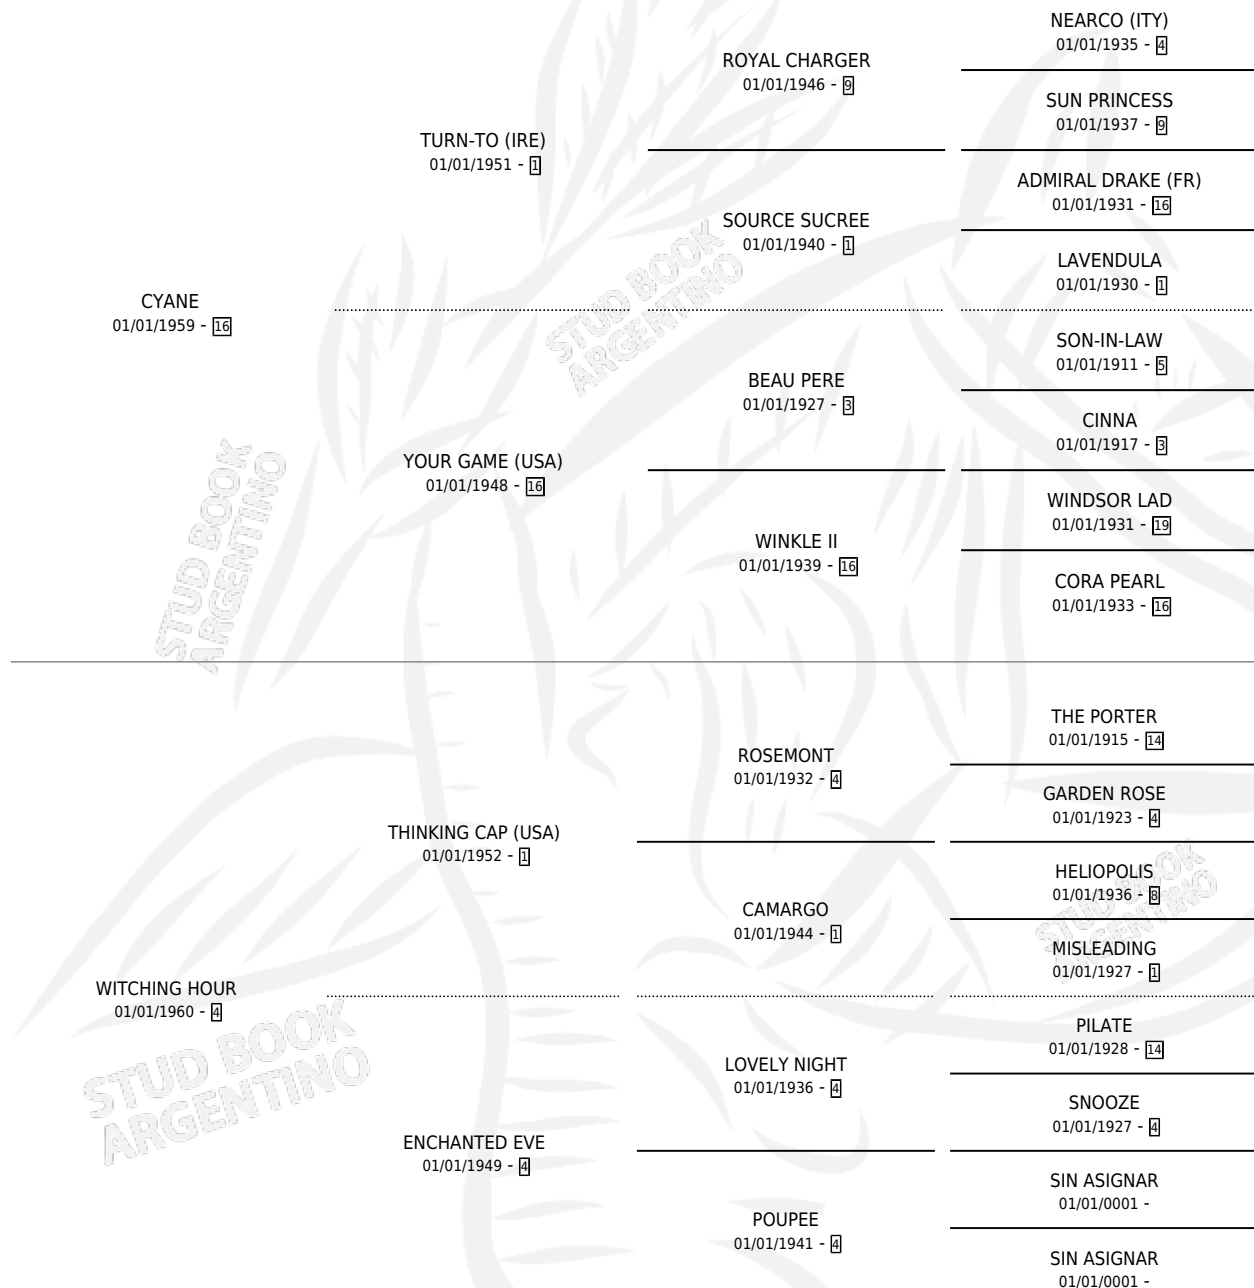 NEARCO (ITY)
01/01/1935 - 4
ROYAL CHARGER
01/01/1946 - 9
SUN PRINCESS
01/01/1937 - 9
TURN-TO (IRE)
01/01/1951 - 1
ADMIRAL DRAKE (FR)
01/01/1931 - 16
SOURCE SUCREE
01/01/1940 - 1
LAVENDULA
01/01/1930 - 1
CYANE
01/01/1959 - 16
SON-IN-LAW
01/01/1911 - 5
BEAU PERE
01/01/1927 - 3
CINNA
01/01/1917 - 3
YOUR GAME (USA)
01/01/1948 - 16
WINDSOR LAD
01/01/1931 - 19
WINKLE II
01/01/1939 - 16
CORA PEARL
01/01/1933 - 16
THE PORTER
01/01/1915 - 14
ROSEMONT
01/01/1932 - 4
GARDEN ROSE
01/01/1923 - 4
THINKING CAP (USA)
01/01/1952 - 1
HELIOPOLIS
01/01/1936 - 8
CAMARGO
01/01/1944 - 1
MISLEADING
01/01/1927 - 1
WITCHING HOUR
01/01/1960 - 4
PILATE
01/01/1928 - 14
LOVELY NIGHT
01/01/1936 - 4
SNOOZE
01/01/1927 - 4
ENCHANTED EVE
01/01/1949 - 4
SIN ASIGNAR
01/01/0001 -
POUPEE
01/01/1941 - 4
SIN ASIGNAR
01/01/0001 -
STUD BOOK
ARGENTINO
STUD BOOK
ARGENTINO
STUD BOOK
ARGENTINO
STUD BOOK
ARGENTINO